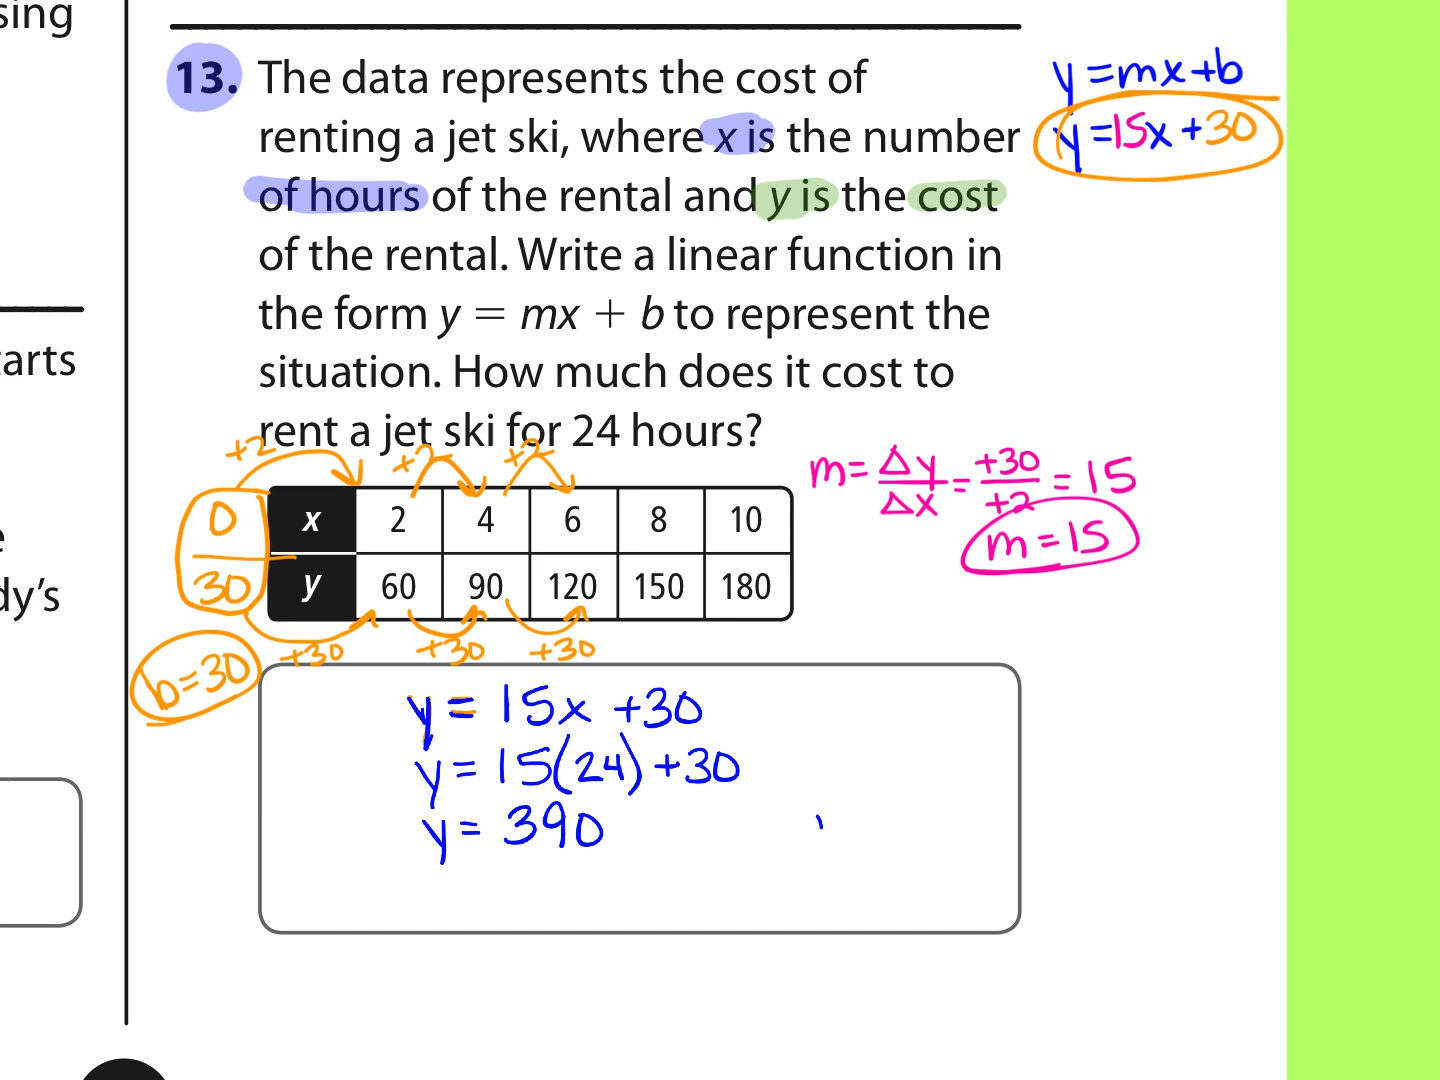 sing
13. The data represents the cost of
renting a jet ski, where x is the number
of hours of the rental and y is the cost
of the rental. Write a linear function in
the form y = mx + b to represent the
situation. How much does it cost to
rent a jet ski for 24 hours?
y = mx + b
y = 15x + 30
tarts
e
dy's
+2 +2 +2
0 x 2 4 6 8 10
30 y 60 90 120 150 180
+30 +30 +30
b = 30
m = Δy/Δx = +30/+2 = 15
m = 15
y = 15x + 30
y = 15(24) + 30
y = 390